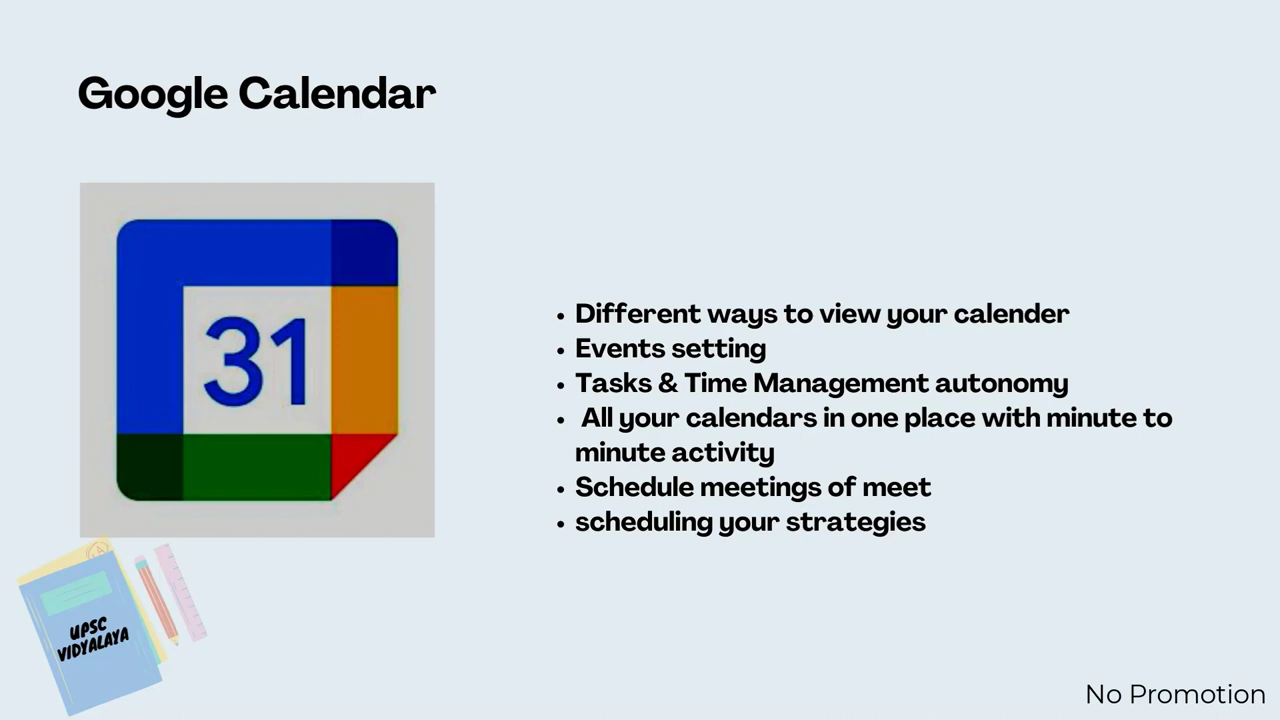 Google Calendar
31
• Different ways to view your calender
• Events setting
• Tasks & Time Management autonomy
• All your calendars in one place with minute to
minute activity
• Schedule meetings of meet
• scheduling your strategies
UPSC
VIDYALAYA
No Promotion